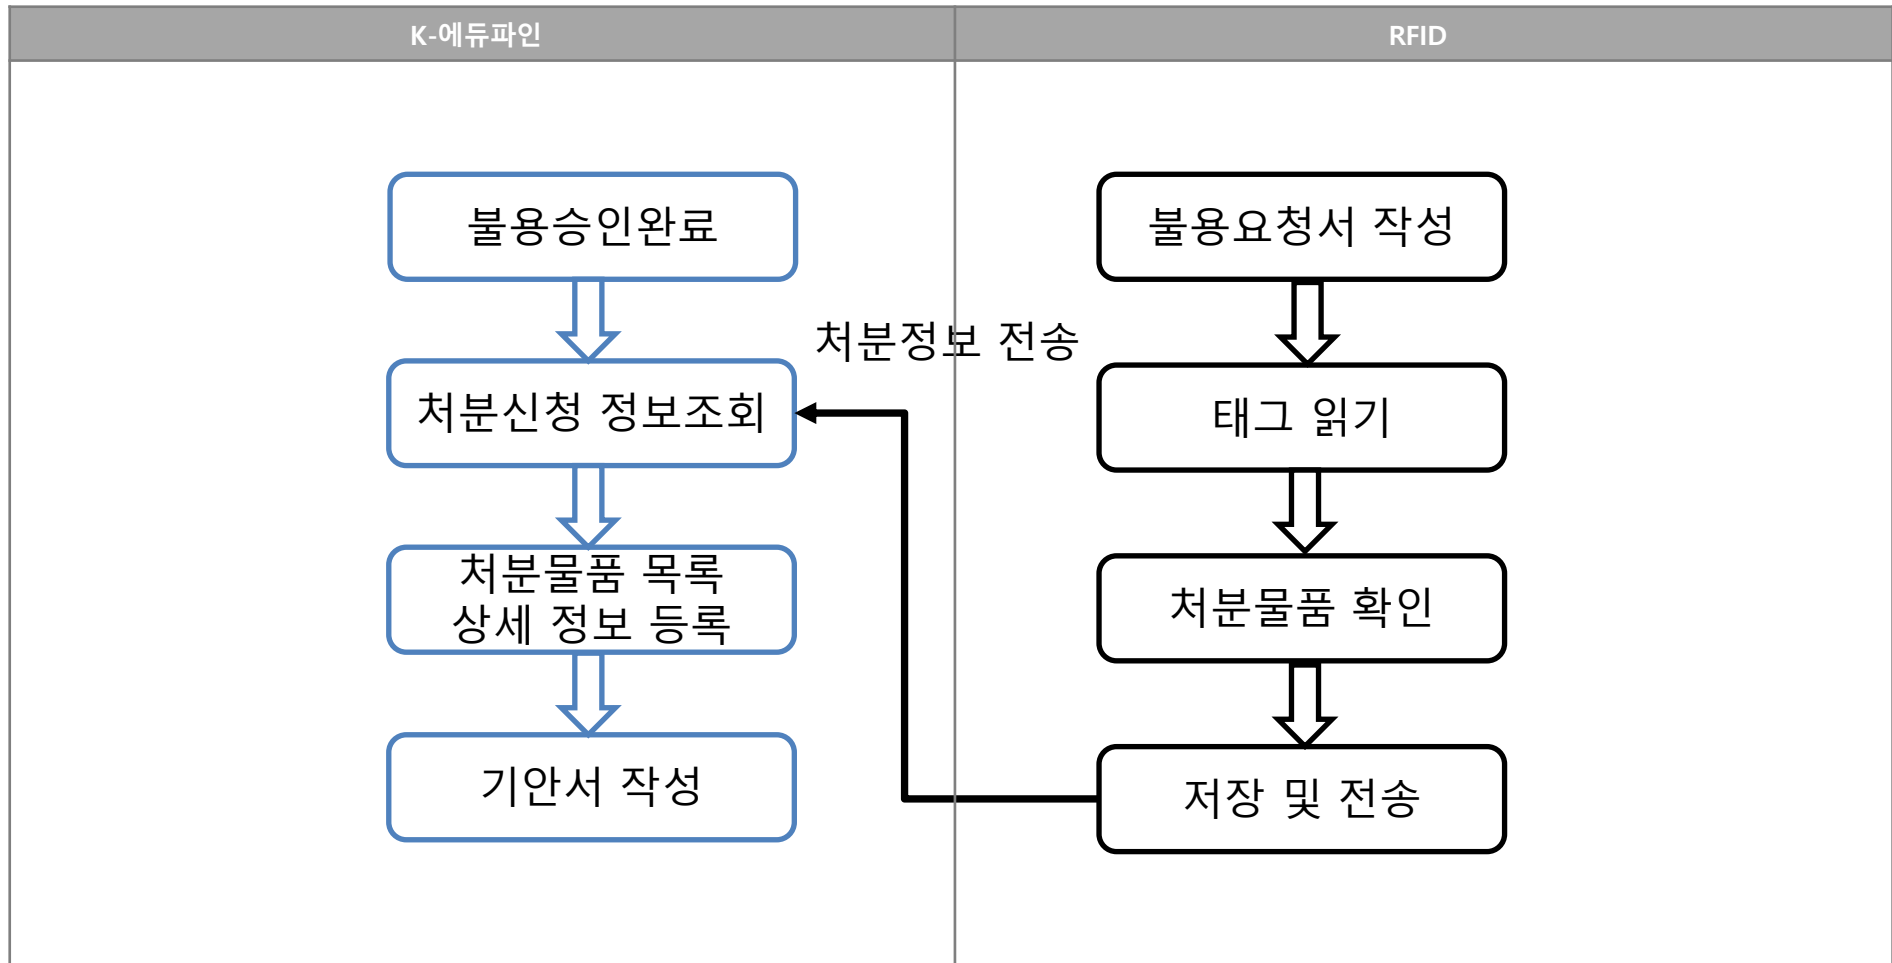 K-에듀파인
RFID
불용승인완료
처분신청 정보조회
처분물품 목록
상세 정보 등록
기안서 작성
처분정보 전송
불용요청서 작성
태그 읽기
처분물품 확인
저장 및 전송